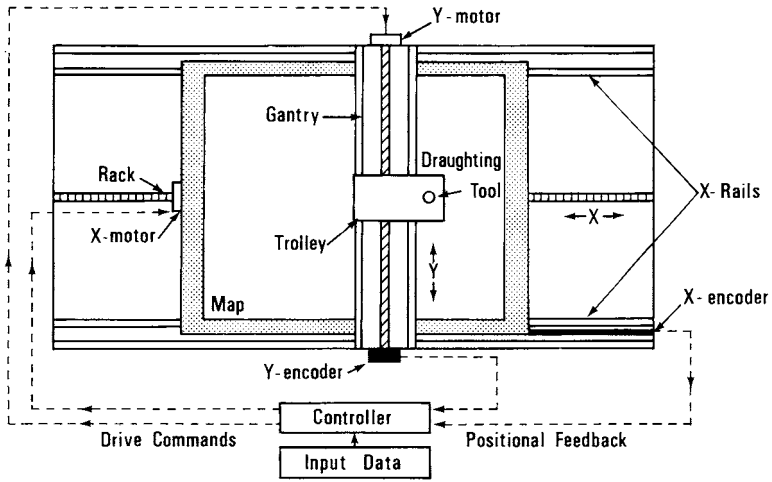 Y-motor
Gantry
Draughting
Tool
Rack
X-motor
Trolley
X
Y
X-Rails
Map
X-encoder
Y-encoder
Controller
Drive Commands
Positional Feedback
Input Data